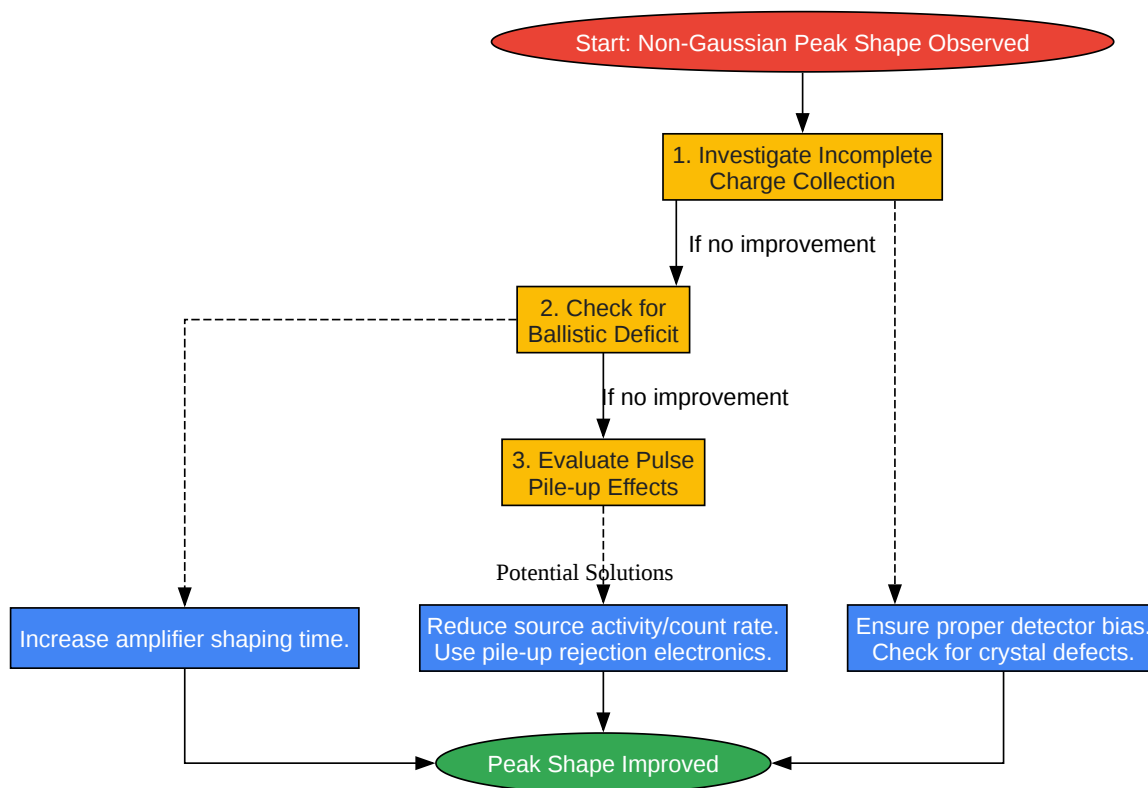 Start: Non-Gaussian Peak Shape Observed
1. Investigate Incomplete
Charge Collection
If no improvement
2. Check for
Ballistic Deficit
If no improvement
3. Evaluate Pulse
Pile-up Effects
Potential Solutions
Increase amplifier shaping time.
Reduce source activity/count rate.
Use pile-up rejection electronics.
Ensure proper detector bias.
Check for crystal defects.
Peak Shape Improved